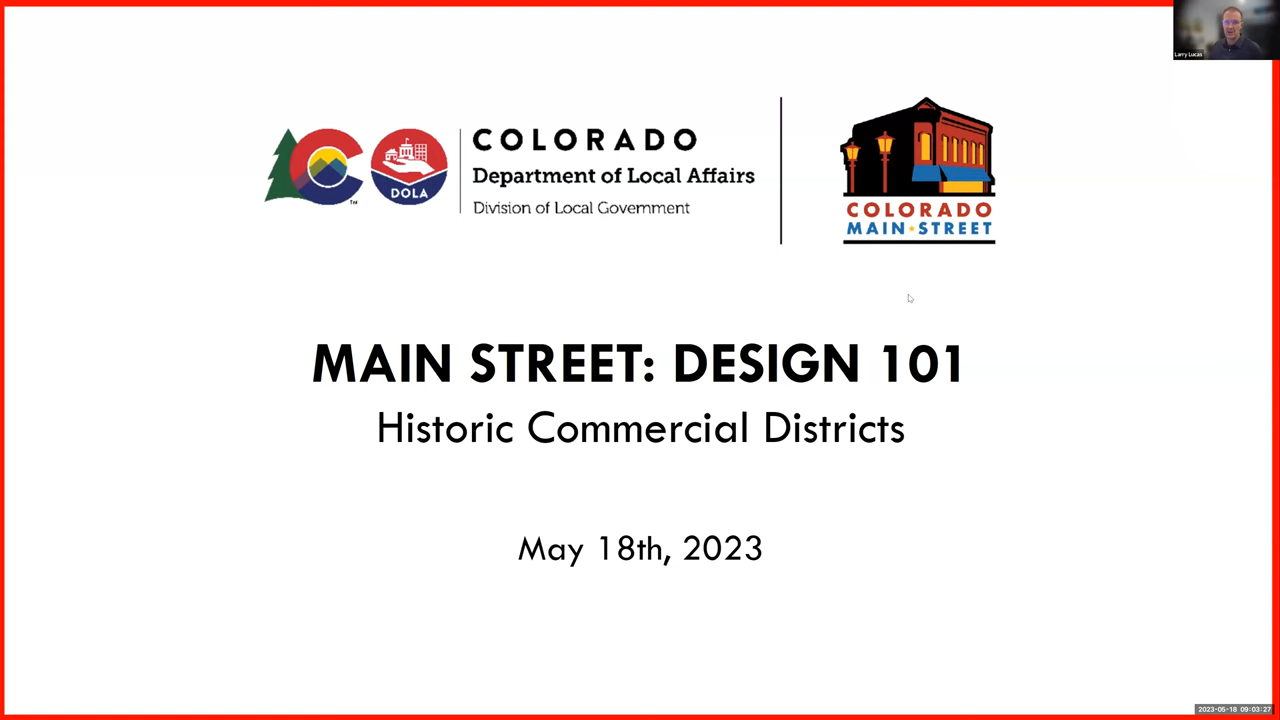 Larry Lucas
COLORADO
Department of Local Affairs
Division of Local Government
DOLA
TM
COLORADO
MAIN STREET
MAIN STREET: DESIGN 101
Historic Commercial Districts
May 18th, 2023
2023-05-18 09:03:27